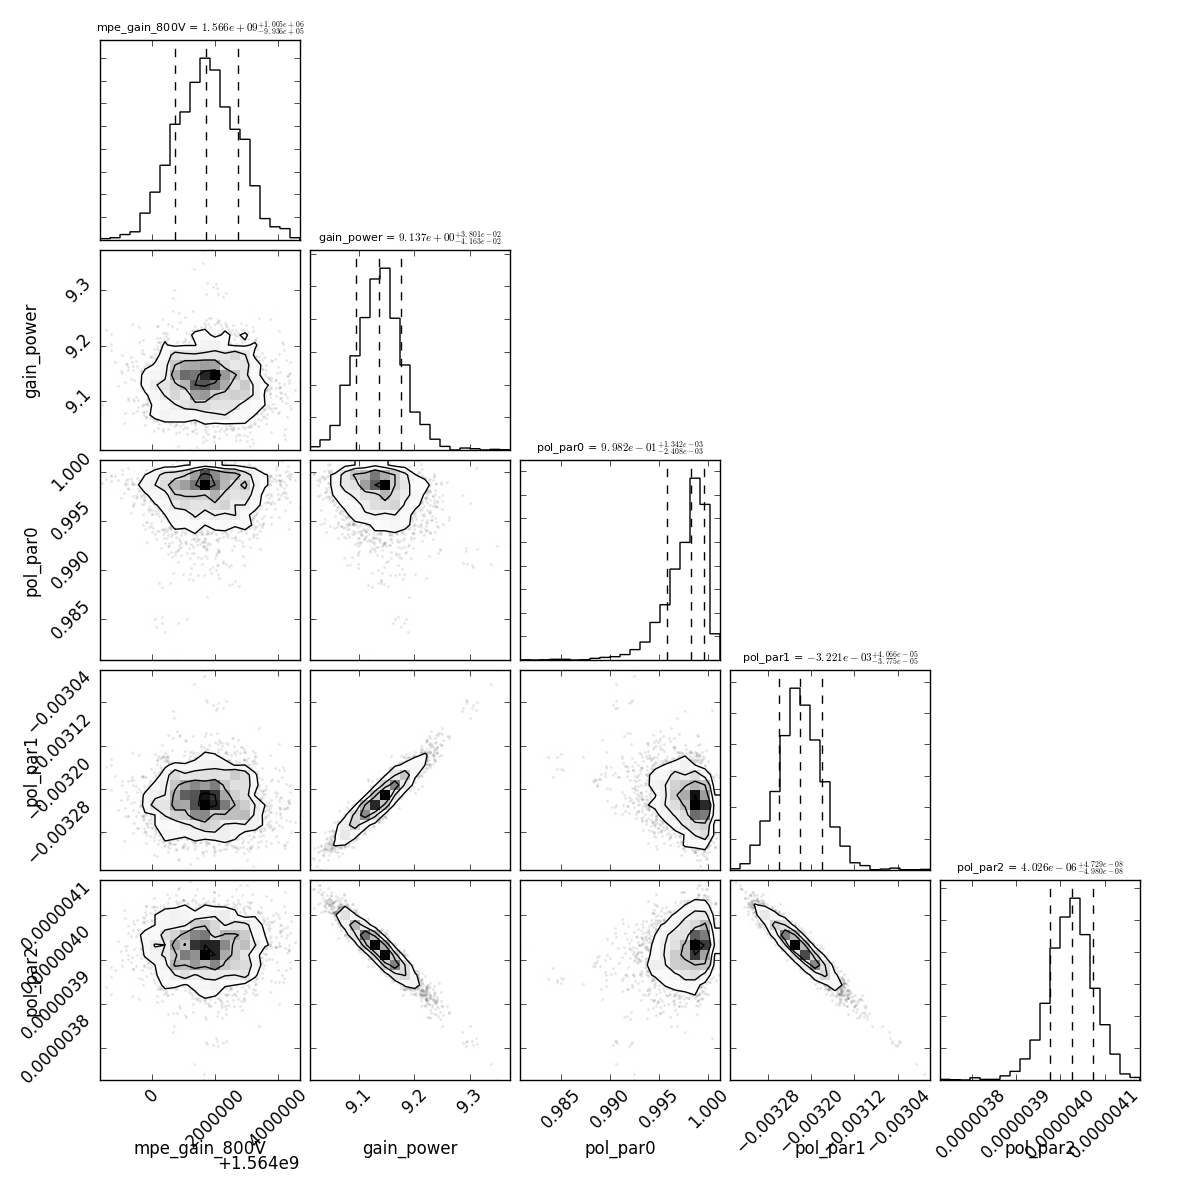 mpe_gain_800V = 1.566e + 09 +1.005e+06 −9.936e+05
gain_power = 9.137e + 00 +3.801e−02 −4.163e−02
9.3
9.2
9.1
gain_power
pol_par0 = 9.982e − 01 +1.342e−03 −2.408e−03
1.000
0.995
0.990
0.985
pol_par0
pol_par1 = −3.221e − 03 +4.066e−05 −3.775e−05
−0.00304
−0.00312
−0.00320
−0.00328
pol_par1
pol_par2 = 4.026e − 06 +4.729e−08 −4.980e−08
0.0000041
0.0000040
0.0000039
0.0000038
pol_par2
0
2000000
4000000
+1.564e9
mpe_gain_800V
9.1
9.2
9.3
gain_power
0.985
0.990
0.995
1.000
pol_par0
−0.00328
−0.00320
−0.00312
−0.00304
pol_par1
0.0000038
0.0000039
0.0000040
0.0000041
pol_par2